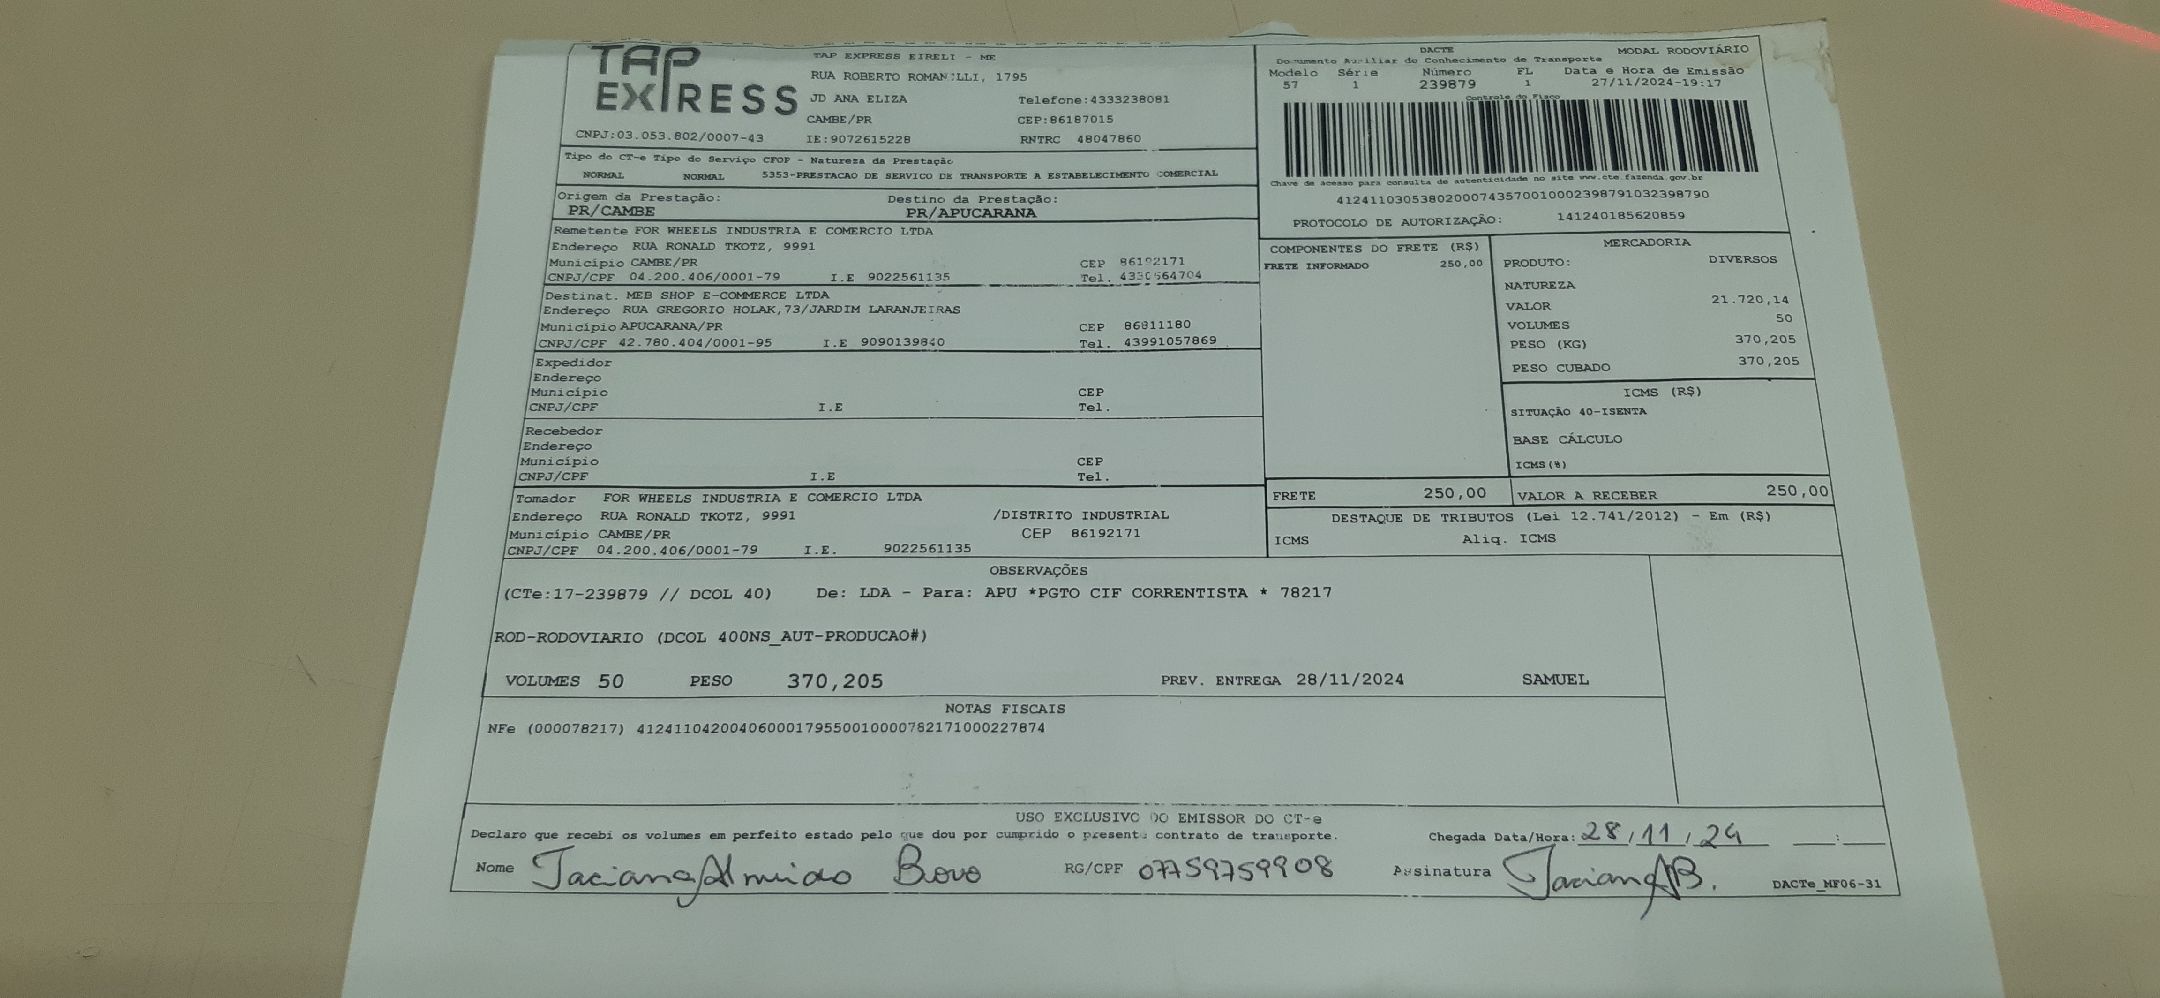 TAP EXPRESS
TAP EXPRESS EIRELI - ME
RUA ROBERTO ROMANILLI, 1795
JD ANA ELIZA Telefone:4333238081
CAMBE/PR CEP:86187015
CNPJ:03.053.802/0007-43 IE:9072615228 RNTRC 48047860
DACTE MODAL RODOVIÁRIO
Documento Auxiliar do Conhecimento de Transporte
Modelo Série Número FL Data e Hora de Emissão
57 1 239879 1 27/11/2024-19:17
Controle do Fisco
Chave de acesso para consulta de autenticidade no site www.cte.fazenda.gov.br
41241103053802000743570010002398791032398790
PROTOCOLO DE AUTORIZAÇÃO: 141240185620859
Tipo do CT-e Tipo do Serviço CFOP - Natureza da Prestação
NORMAL NORMAL 5353-PRESTACAO DE SERVICO DE TRANSPORTE A ESTABELECIMENTO COMERCIAL
Origem da Prestação: Destino da Prestação:
PR/CAMBE PR/APUCARANA
Remetente FOR WHEELS INDUSTRIA E COMERCIO LTDA
Endereço RUA RONALD TKOTZ, 9991
Município CAMBE/PR CEP 86192171
CNPJ/CPF 04.200.406/0001-79 I.E 9022561135 Tel.
Destinat. MEB SHOP E-COMMERCE LTDA
Endereço RUA GREGORIO HOLAK,73/JARDIM LARANJEIRAS
Município APUCARANA/PR CEP 86811180
CNPJ/CPF 42.780.404/0001-95 I.E 9090139840 Tel. 43991057869
Expedidor
Endereço
Município CEP
CNPJ/CPF I.E Tel.
Recebedor
Endereço
Município CEP
CNPJ/CPF I.E Tel.
Tomador FOR WHEELS INDUSTRIA E COMERCIO LTDA
Endereço RUA RONALD TKOTZ, 9991 /DISTRITO INDUSTRIAL
Município CAMBE/PR CEP 86192171
CNPJ/CPF 04.200.406/0001-79 I.E. 9022561135
COMPONENTES DO FRETE (R$)
FRETE INFORMADO 250,00
MERCADORIA
PRODUTO: DIVERSOS
NATUREZA
VALOR 21.720,14
VOLUMES 50
PESO (KG) 370,205
PESO CUBADO 370,205
ICMS (R$)
SITUAÇÃO 40-ISENTA
BASE CÁLCULO
ICMS(%)
FRETE 250,00 VALOR A RECEBER 250,00
DESTAQUE DE TRIBUTOS (Lei 12.741/2012) - Em (R$)
ICMS Aliq. ICMS
OBSERVAÇÕES
(CTe:17-239879 // DCOL 40) De: LDA - Para: APU *PGTO CIF CORRENTISTA * 78217
ROD-RODOVIARIO (DCOL 400NS_AUT-PRODUCAO#)
VOLUMES 50 PESO 370,205 PREV. ENTREGA 28/11/2024 SAMUEL
NOTAS FISCAIS
NFe (000078217) 41241104200406000179550010000782171000227874
USO EXCLUSIVO DO EMISSOR DO CT-e
Declaro que recebi os volumes em perfeito estado pelo que dou por cumprido o presente contrato de transporte. Chegada Data/Hora: 28/11/24 :
Nome Taciana Almeida Bovo RG/CPF 07759759908 Assinatura Taciana AB. DACTe_MF06-31